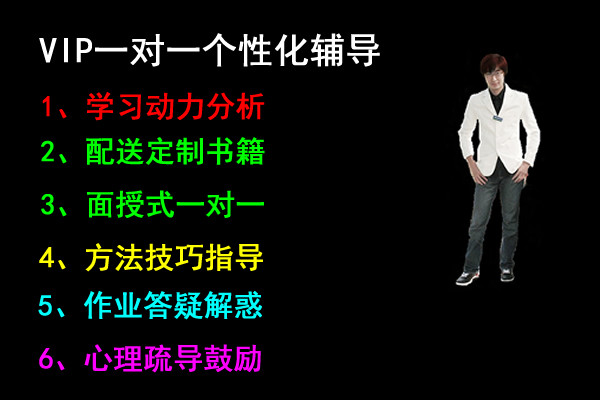 VIP一对一个性化辅导
1、学习动力分析
2、配送定制书籍
3、面授式一对一
4、方法技巧指导
5、作业答疑解惑
6、心理疏导鼓励